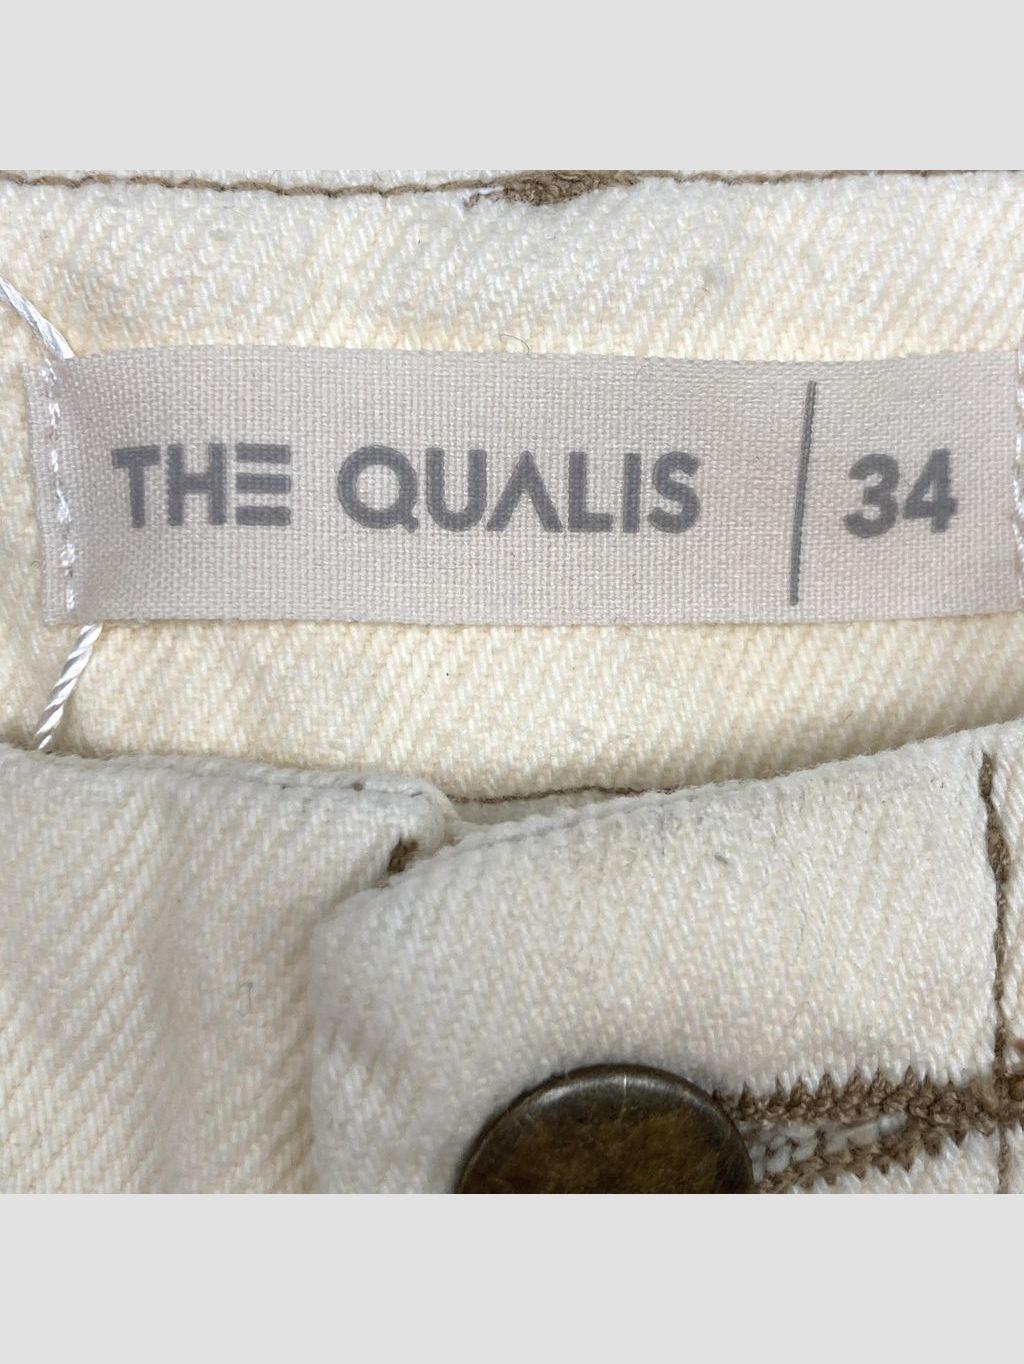 THE QUALIS | 34